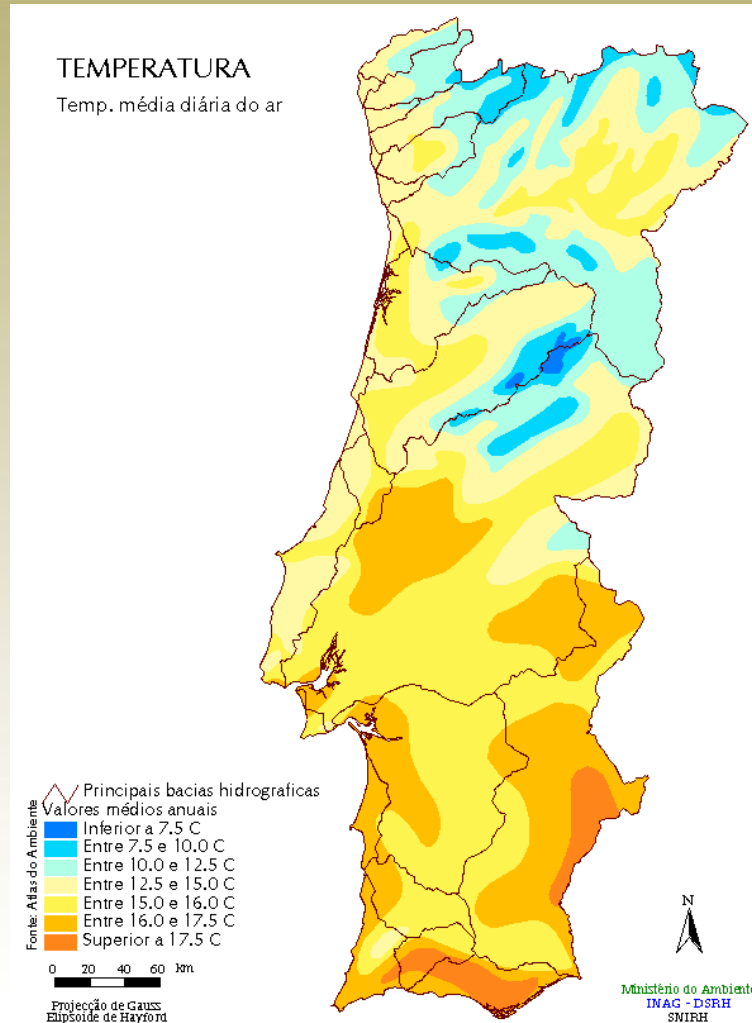 TEMPERATURA
Temp. média diária do ar
Principais bacias hidrograficas
Valores médios anuais
Inferior a 7.5 C
Entre 7.5 e 10.0 C
Entre 10.0 e 12.5 C
Entre 12.5 e 15.0 C
Entre 15.0 e 16.0 C
Entre 16.0 e 17.5 C
Superior a 17.5 C
Fonte: Atlas do Ambiente
0 20 40 60 km
Projecção de Gauss
Elipsoide de Hayford
N
Ministério do Ambiente
INAG - DSRH
SNIRH